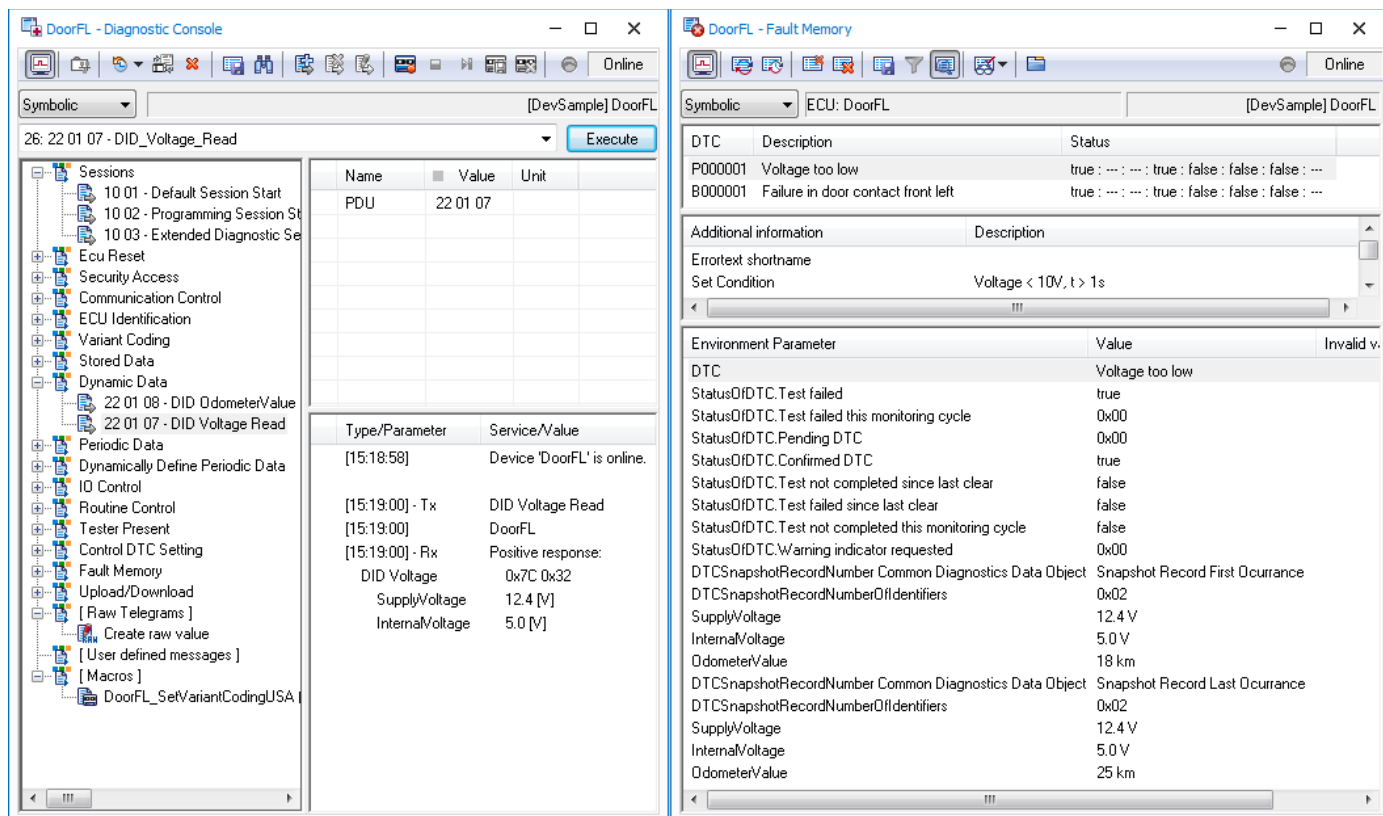 DoorFL - Diagnostic Console
Online
Symbolic
[DevSample] DoorFL
26: 22 01 07 - DID_Voltage_Read
Execute
Sessions
10 01 - Default Session Start
10 02 - Programming Session St
10 03 - Extended Diagnostic Se
Ecu Reset
Security Access
Communication Control
ECU Identification
Variant Coding
Stored Data
Dynamic Data
22 01 08 - DID OdometerValue
22 01 07 - DID Voltage Read
Periodic Data
Dynamically Define Periodic Data
IO Control
Routine Control
Tester Present
Control DTC Setting
Fault Memory
Upload/Download
[ Raw Telegrams ]
Create raw value
[ User defined messages ]
[ Macros ]
DoorFL_SetVariantCodingUSA [
Name Value Unit
PDU 22 01 07
Type/Parameter Service/Value
[15:18:58] Device 'DoorFL' is online.
[15:19:00] - Tx DID Voltage Read
[15:19:00] DoorFL
[15:19:00] - Rx Positive response:
DID Voltage 0x7C 0x32
SupplyVoltage 12.4 [V]
InternalVoltage 5.0 [V]
DoorFL - Fault Memory
Online
Symbolic ECU: DoorFL [DevSample] DoorFL
DTC Description Status
P000001 Voltage too low true : --- : --- : true : false : false : false : ---
B000001 Failure in door contact front left true : --- : --- : true : false : false : false : ---
Additional information Description
Errortext shortname
Set Condition Voltage < 10V, t > 1s
Environment Parameter Value Invalid v
DTC Voltage too low
StatusOfDTC.Test failed true
StatusOfDTC.Test failed this monitoring cycle 0x00
StatusOfDTC.Pending DTC 0x00
StatusOfDTC.Confirmed DTC true
StatusOfDTC.Test not completed since last clear false
StatusOfDTC.Test failed since last clear false
StatusOfDTC.Test not completed this monitoring cycle false
StatusOfDTC.Warning indicator requested 0x00
DTCSnapshotRecordNumber Common Diagnostics Data Object Snapshot Record First Ocurrance
DTCSnapshotRecordNumberOfIdentifiers 0x02
SupplyVoltage 12.4 V
InternalVoltage 5.0 V
OdometerValue 18 km
DTCSnapshotRecordNumber Common Diagnostics Data Object Snapshot Record Last Ocurrance
DTCSnapshotRecordNumberOfIdentifiers 0x02
SupplyVoltage 12.4 V
InternalVoltage 5.0 V
OdometerValue 25 km